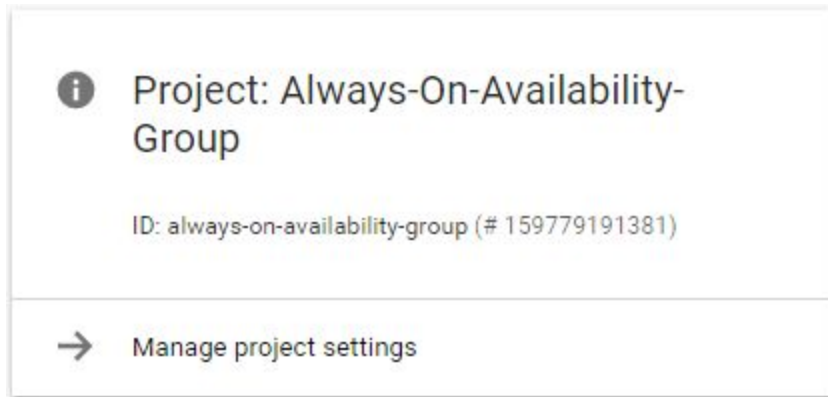 Project: Always-On-Availability-
Group
ID: always-on-availability-group (# 159779191381)
Manage project settings